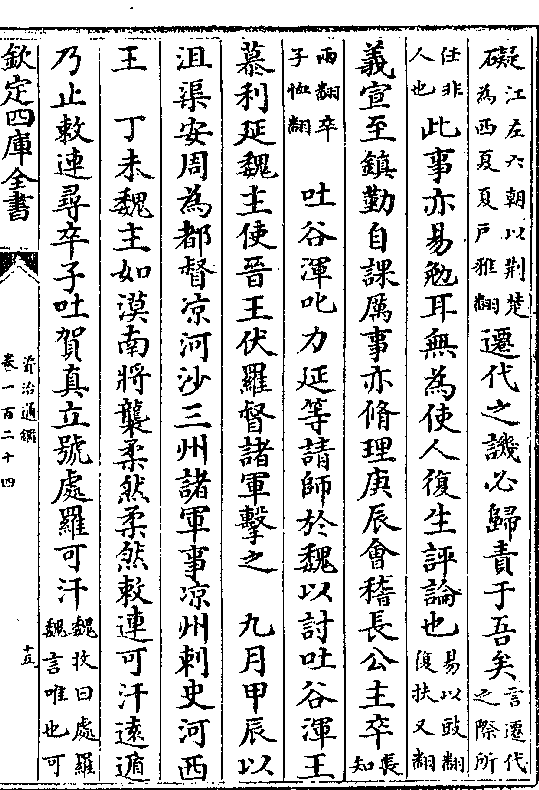 礙江左六朝以荆楚為西夏夏戶雅翻遷代之譏必歸責于吾矣言遷代之際所
任非人也此事亦易勉耳無為使人復生評論也易以豉翻復扶又翻
義宣至鎮勤自課厲事亦脩理庚辰會稽長公主卒長知
兩翻卒子恤翻 吐谷渾叱力延等請師於魏以討吐谷渾王
慕利延魏主使晉王伏羅督諸軍擊之 九月甲辰以
沮渠安周為都督凉河沙三州諸軍事凉州刺史河西
王 丁未魏主如漠南將襲柔然柔然敕連可汗遠遁
乃止敕連尋卒子吐賀真立號處羅可汗魏收曰處羅魏言唯也可
欽定四庫全書
資治通鑑
卷一百二十四
十五